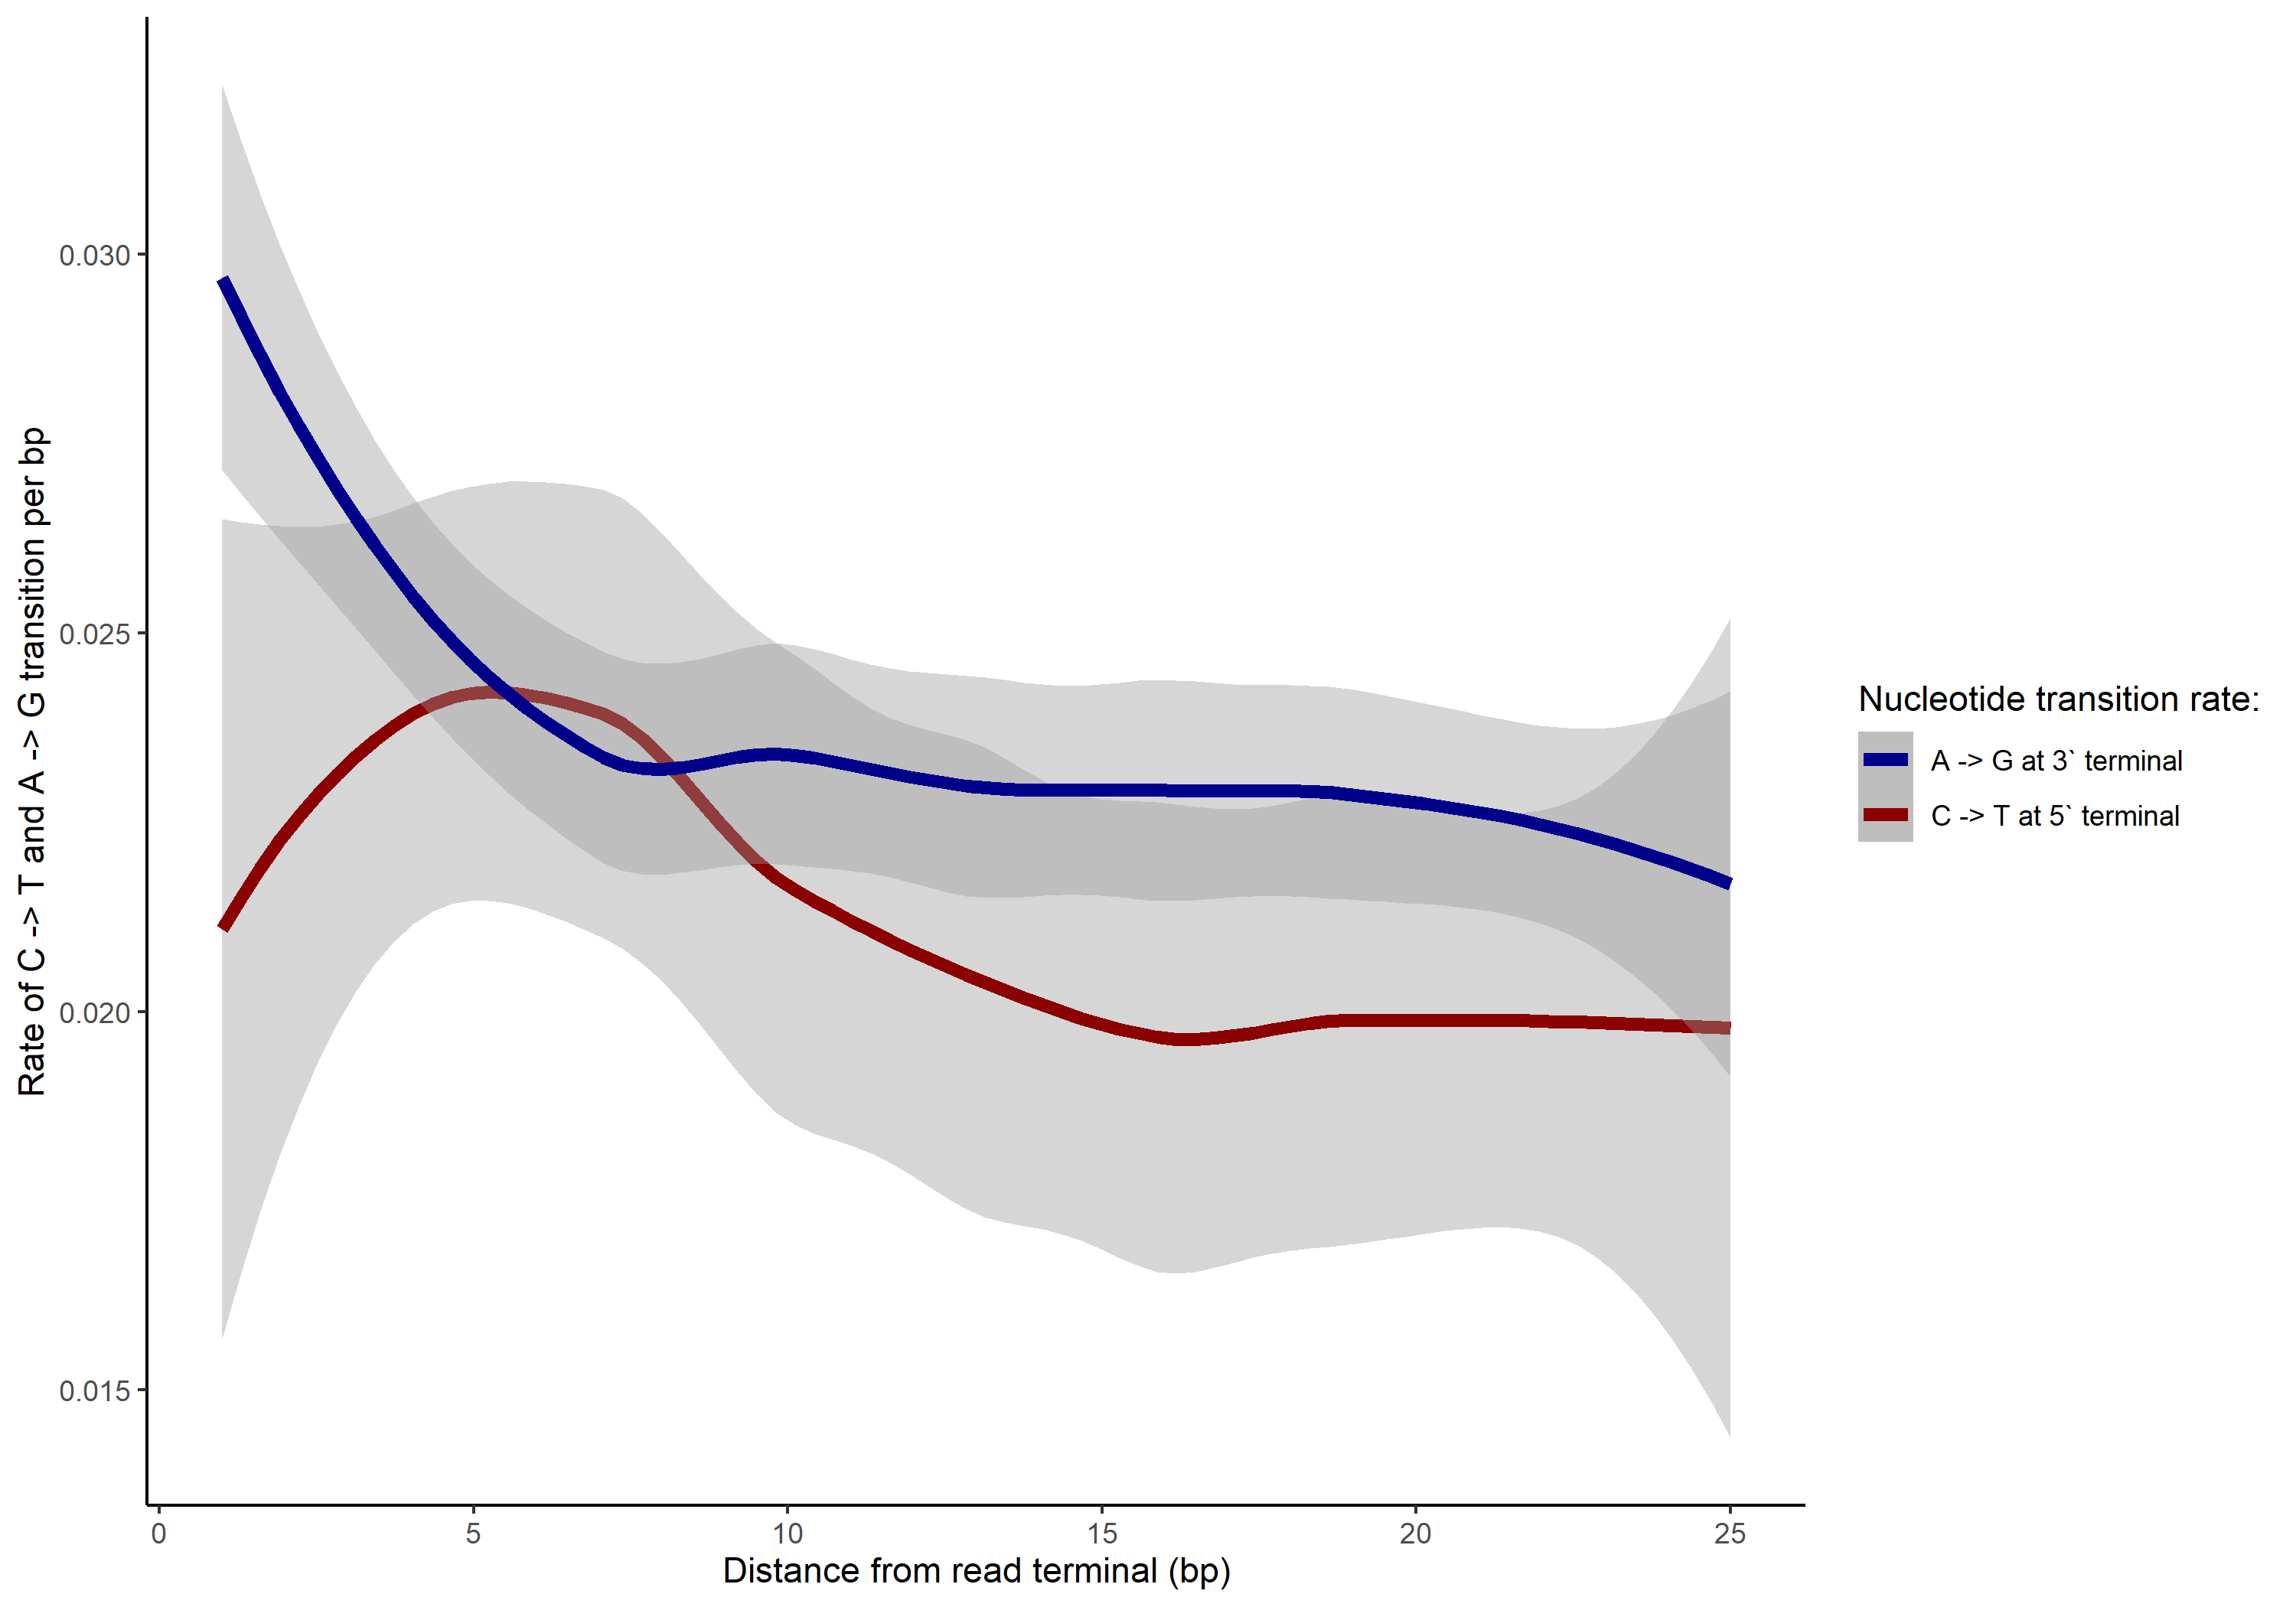 Rate of C -> T and A -> G transition per bp
0.030
0.025
0.020
0.015
0 5 10 15 20 25
Distance from read terminal (bp)
Nucleotide transition rate:
A -> G at 3` terminal
C -> T at 5` terminal